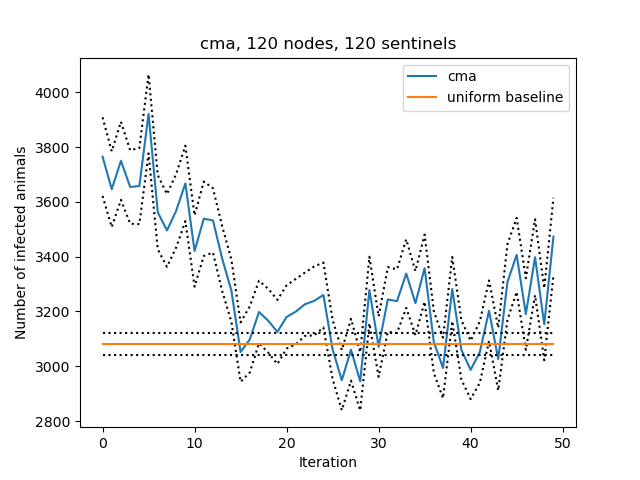 cma, 120 nodes, 120 sentinels
cma
uniform baseline
Number of infected animals
4000
3800
3600
3400
3200
3000
2800
0 10 20 30 40 50
Iteration